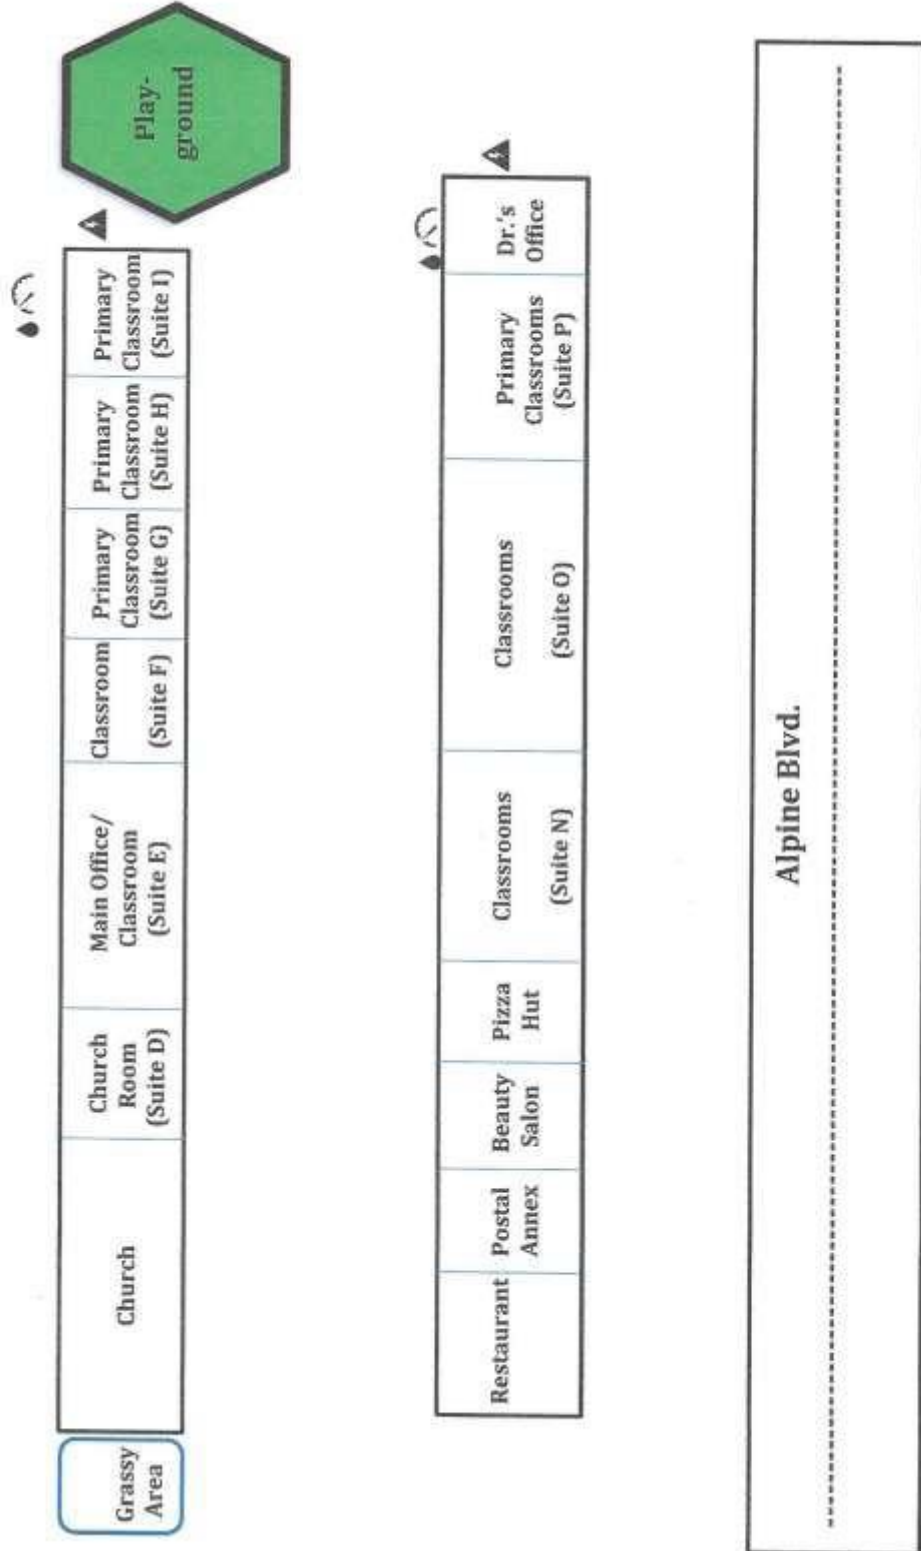 Grassy
Area
Church
Church
Room
(Suite D)
Main Office/
Classroom
(Suite E)
Classroom
(Suite F)
Primary
Classroom
(Suite G)
Primary
Classroom
(Suite H)
Primary
Classroom
(Suite I)
Play-
ground
Restaurant
Postal
Annex
Beauty
Salon
Pizza
Hut
Classrooms
(Suite N)
Classrooms
(Suite O)
Primary
Classrooms
(Suite P)
Dr.'s
Office
Alpine Blvd.